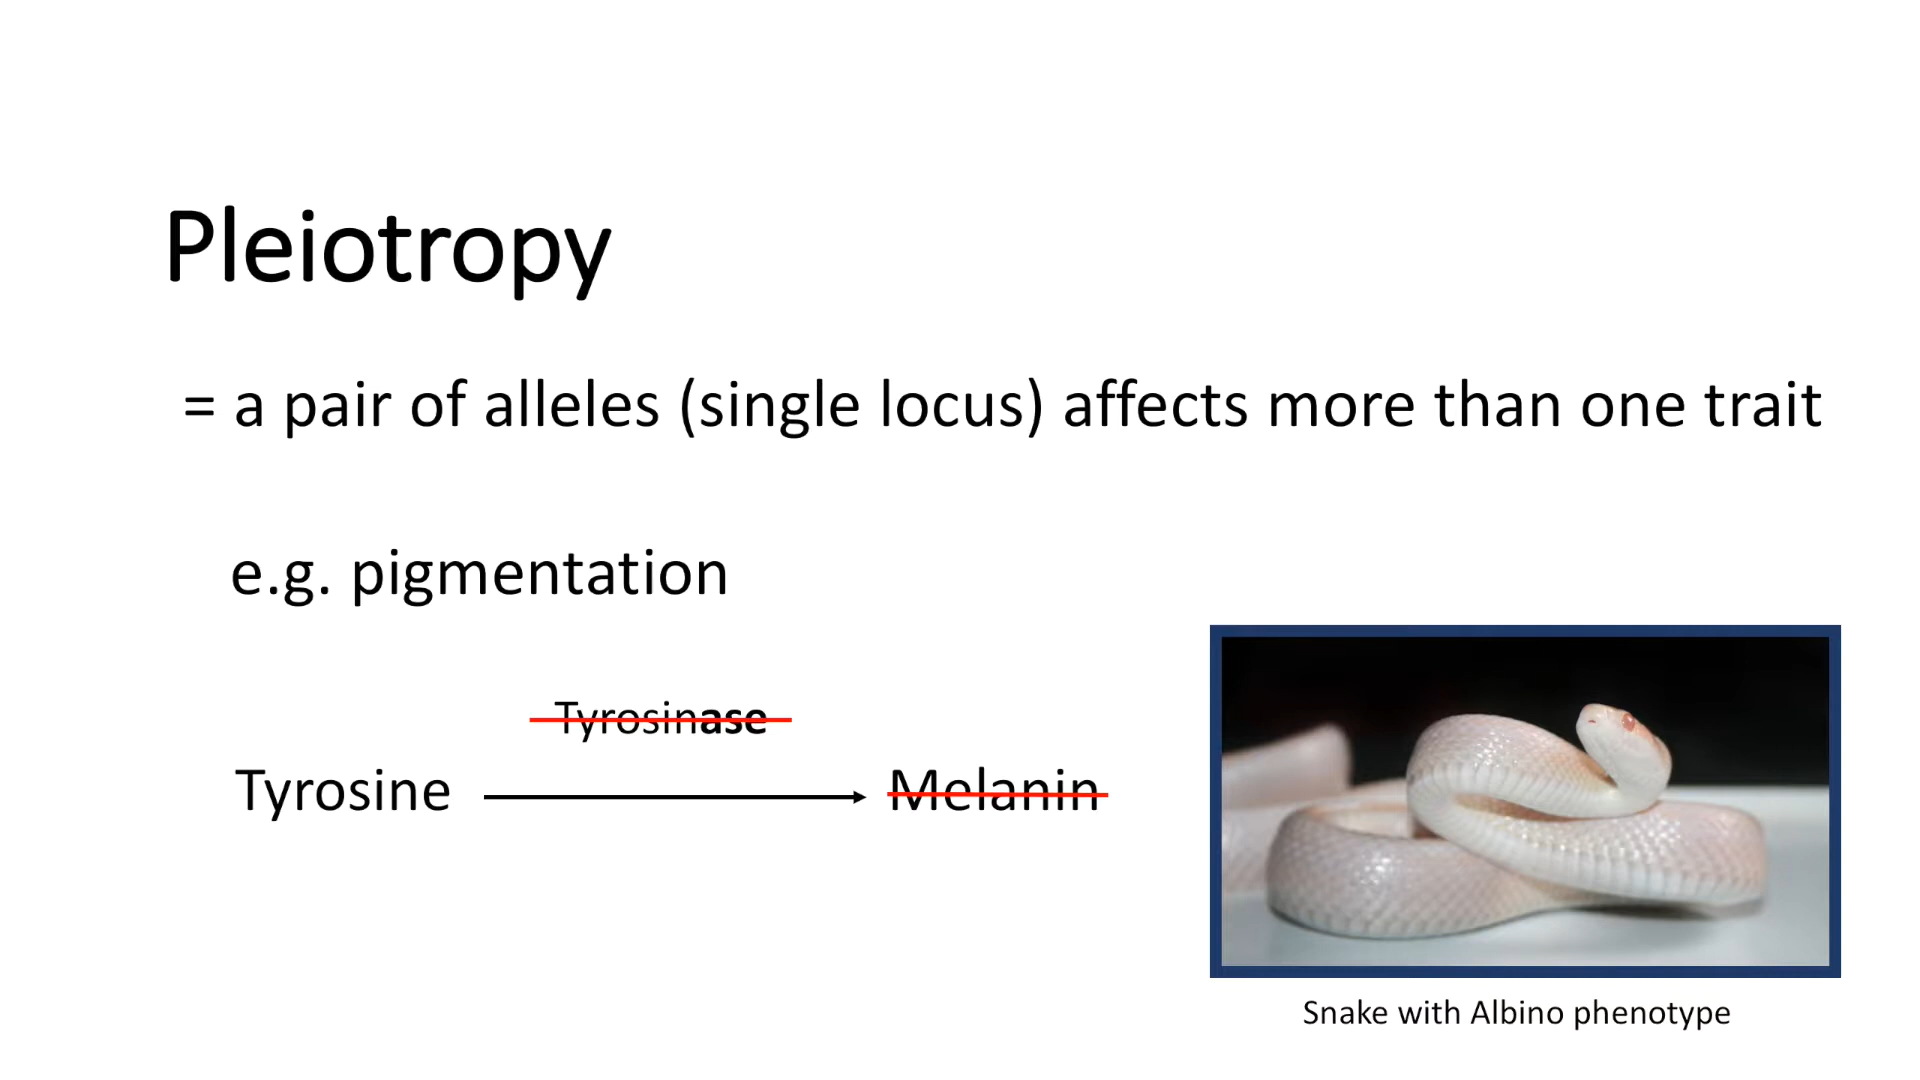 Pleiotropy
= a pair of alleles (single locus) affects more than one trait
e.g. pigmentation
Tyrosinase
Tyrosine
Melanin
Snake with Albino phenotype